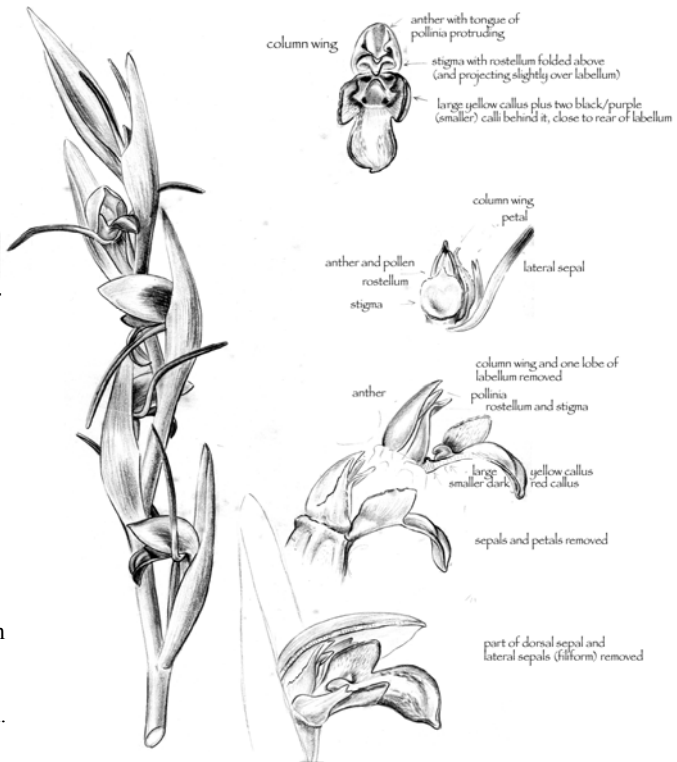 anther with tongue of
pollinia protruding
column wing
stigma with rostellum folded above
(and projecting slightly over labellum)
large yellow callus plus two black/purple
(smaller) calli behind it, close to rear of labellum
column wing
petal
anther and pollen
lateral sepal
rostellum
stigma
column wing and one lobe of
labellum removed
anther
pollinia
rostellum and stigma
large yellow callus
smaller dark red callus
sepals and petals removed
part of dorsal sepal and
lateral sepals (filiform) removed